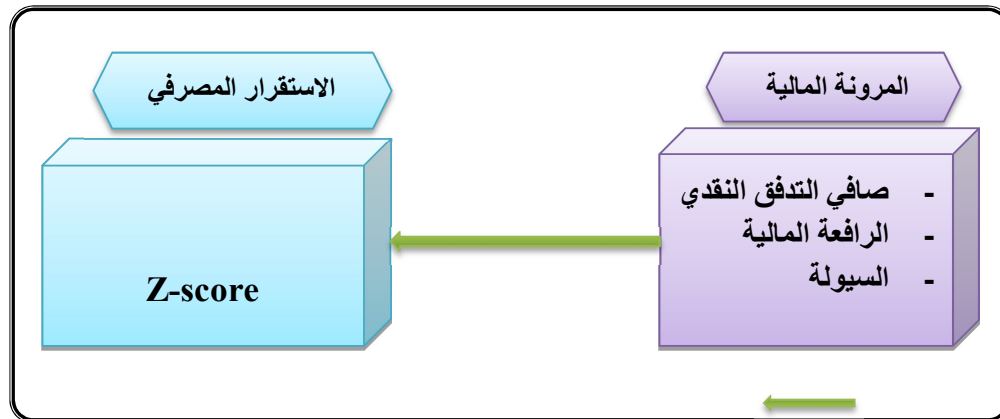 المرونة المالية
- صافي التدفق النقدي
- الرافعة المالية
- السيولة
الاستقرار المصرفي
Z-score